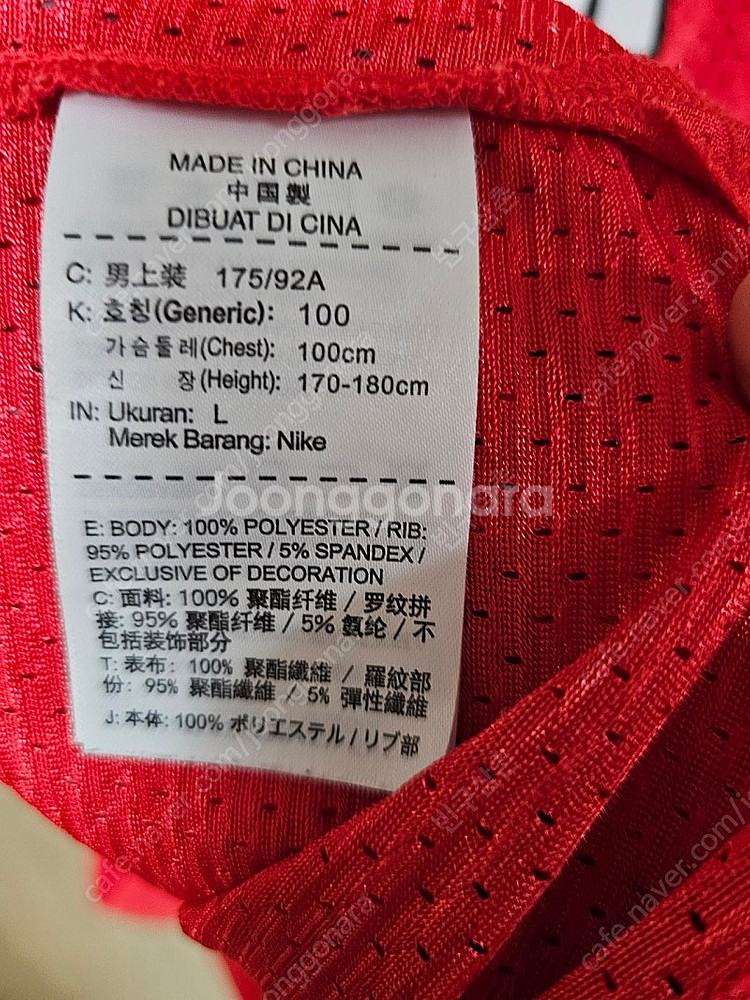 MADE IN CHINA
中国製
DIBUAT DI CINA
C: 男上装 175/92A
K: 호칭(Generic): 100
가슴둘레(Chest): 100cm
신 장(Height): 170-180cm
IN: Ukuran: L
Merek Barang: Nike
Joonggonara
E: BODY: 100% POLYESTER / RIB:
95% POLYESTER / 5% SPANDEX /
EXCLUSIVE OF DECORATION
C: 面料: 100% 聚酯纤维 / 罗纹拼
接: 95% 聚酯纤维 / 5% 氨纶 / 不
包括装饰部分
T: 表布: 100% 聚酯纖維 / 羅紋部
份: 95% 聚酯纖維 / 5% 彈性纖維
J: 本体: 100% ポリエステル / リブ部